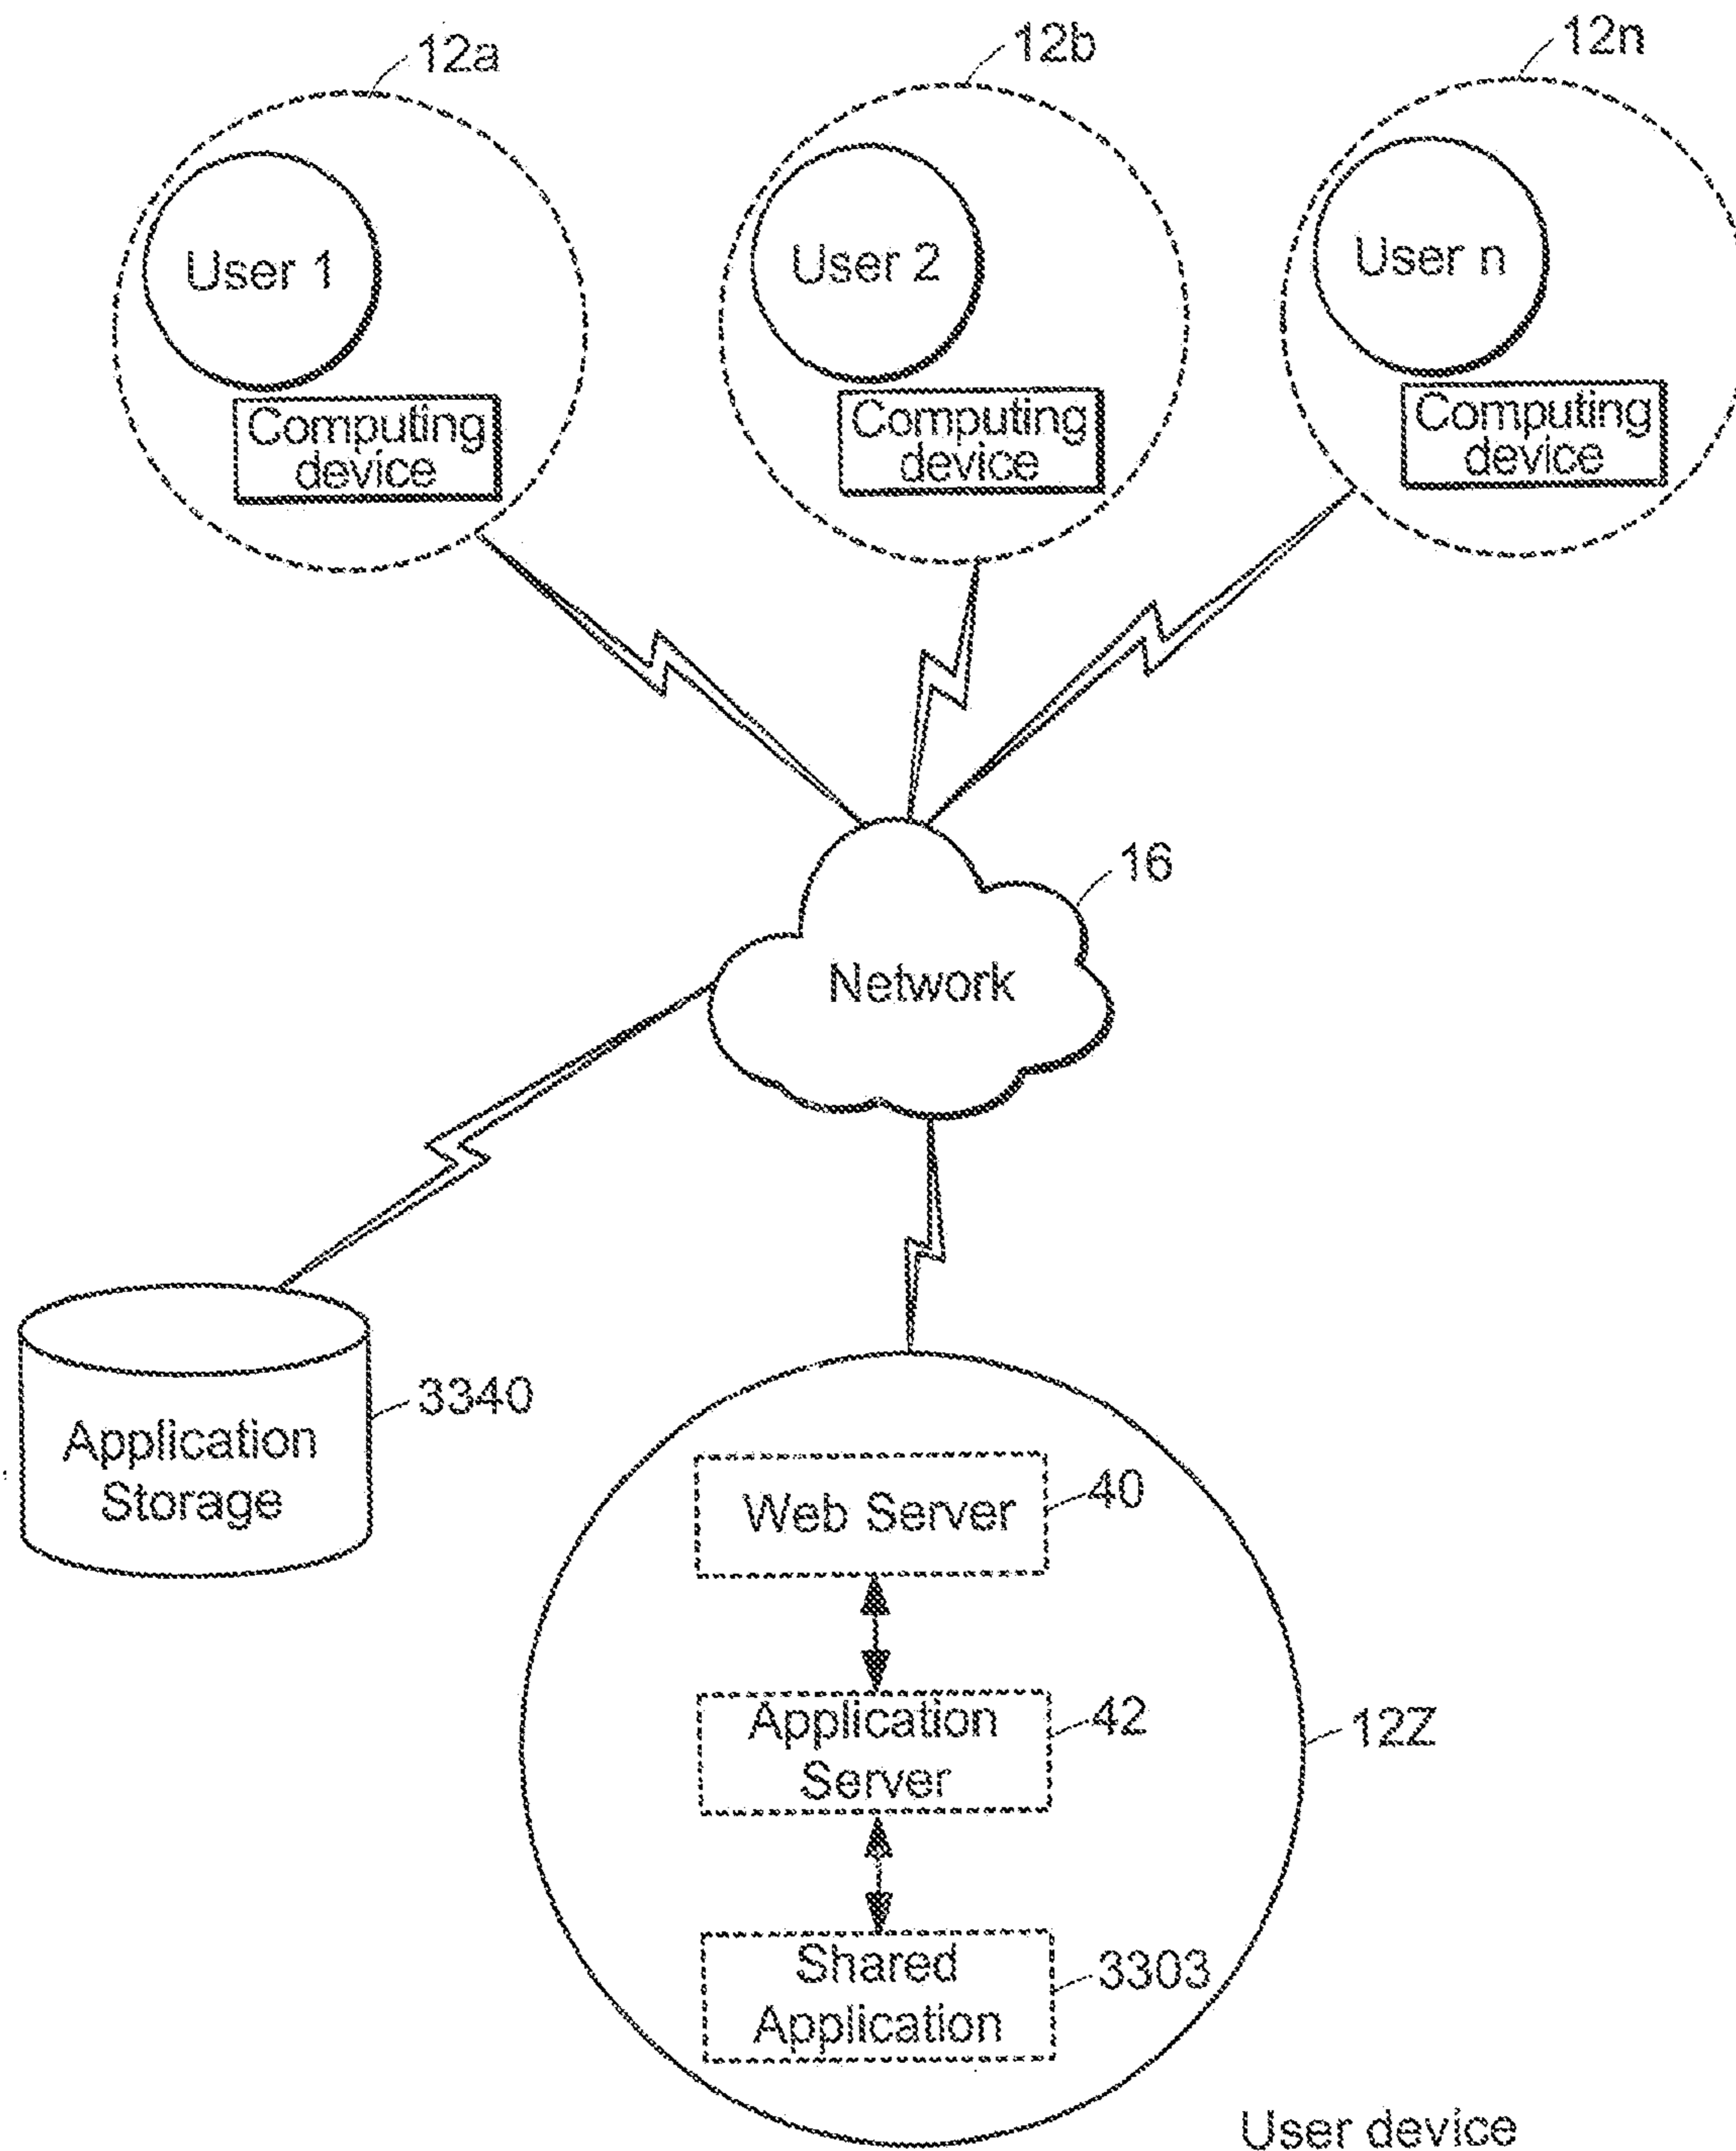 12a
12b
12n
User 1
User 2
User n
Computing
device
Computing
device
Computing
device
16
Network
3340
Application
Storage
Web Server
40
Application
Server
42
12Z
Shared
Application
3303
User device